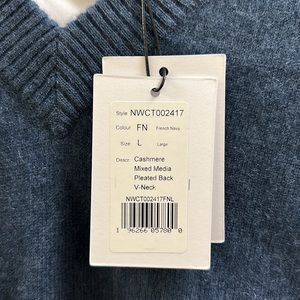 Style: NWCT002417
Colour: FN French Navy
Size: L Large
Descr.: Cashmere
Mixed Media
Pleated Back
V-Neck
NWCT002417FNL
1 96266 05780 0